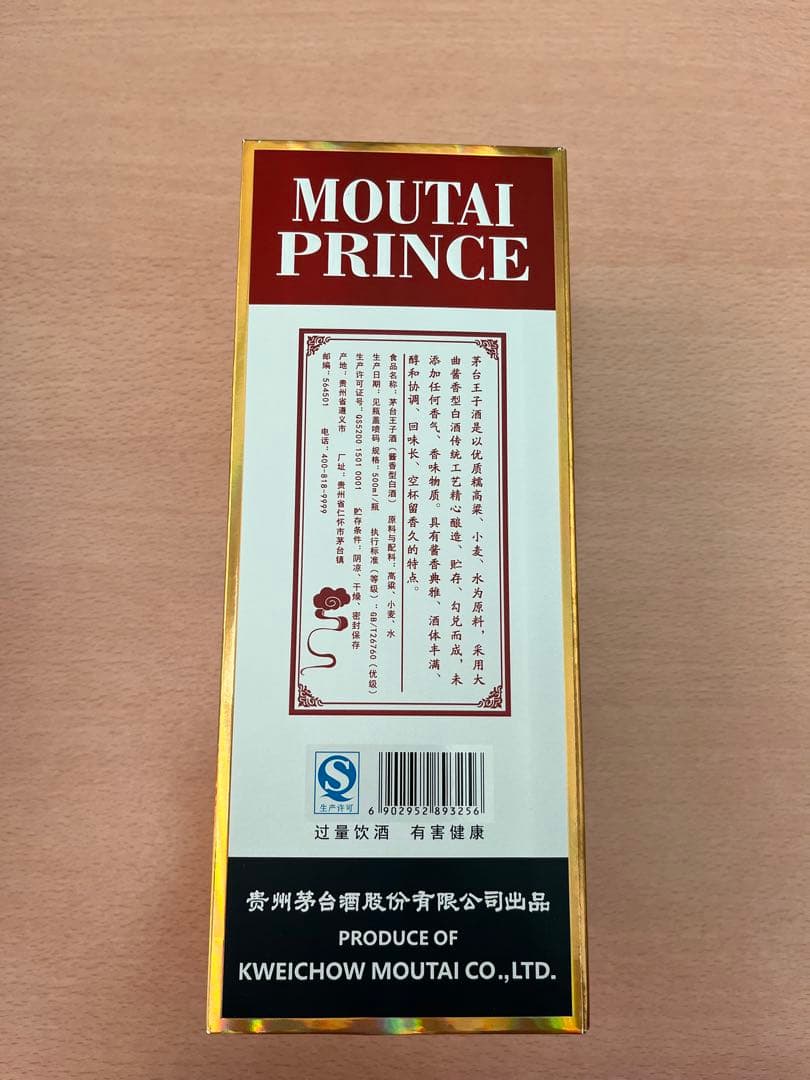 MOUTAI
PRINCE
茅台王子酒是以优质糯高粱、小麦、水为原料，采用大
曲酱香型白酒传统工艺精心酿造、贮存、勾兑而成，未
添加任何香气、香味物质。具有酱香典雅、酒体丰满、
醇和协调、回味长、空杯留香久的特点。
食品名称：茅台王子酒（酱香型白酒） 原料与配料：高粱、小麦、水
生产日期：见瓶盖喷码 规格：500ml/瓶 执行标准（等级）：GB/T26760（优级）
生产许可证号：QS5200 1501 0001 贮存条件：阴凉、干燥、密封保存
产地：贵州省遵义市 厂址：贵州省仁怀市茅台镇
邮编：564501 电话：400-818-9999
生产许可
6 902952 893256
过量饮酒 有害健康
贵州茅台酒股份有限公司出品
PRODUCE OF
KWEICHOW MOUTAI CO.,LTD.